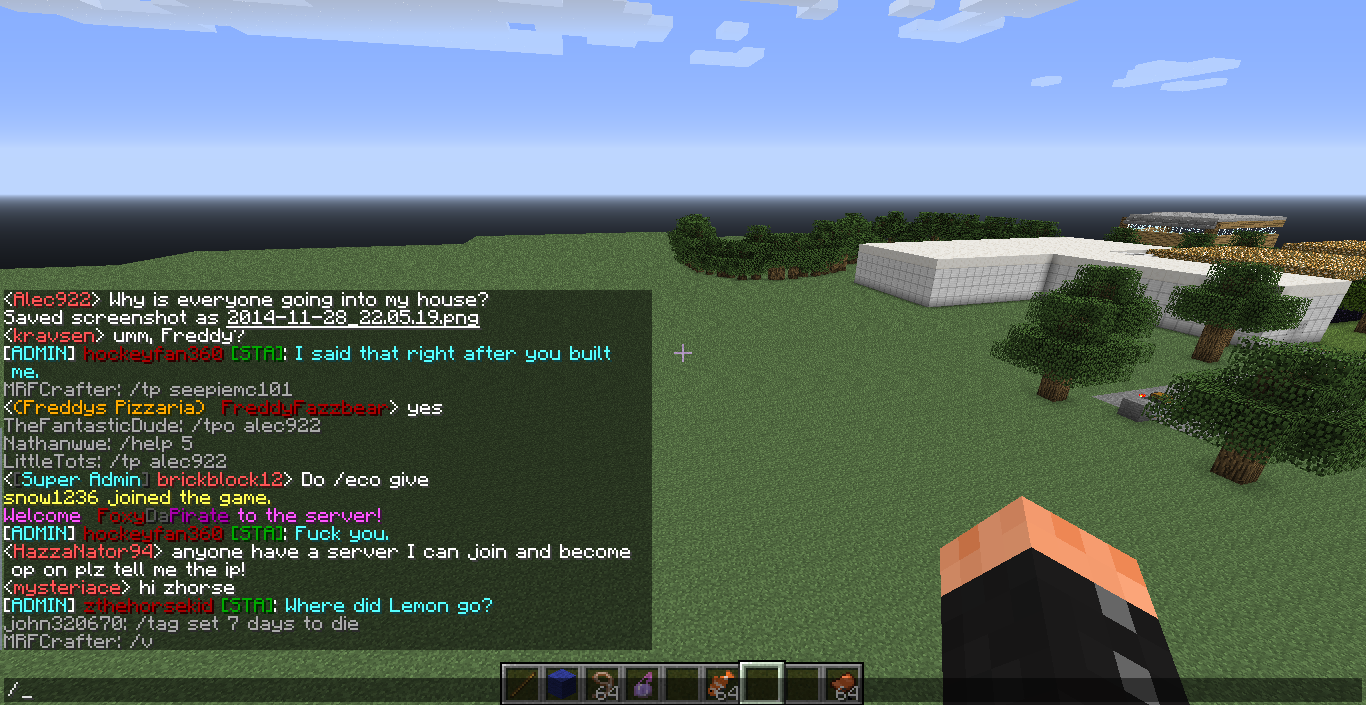 <Alec922> Why is everyone going into my house?
Saved screenshot as 2014-11-28_22.05.19.png
<kravsen> umm, Freddy?
[ADMIN] hockeyfan360 [STA]: I said that right after you built
me.
MRFCrafter: /tp seepiemc101
<(Freddys Pizzaria) FreddyFazzbear> yes
TheFantasticDude: /tpo alec922
Nathanwwe: /help 5
LittleTots: /tp alec922
<[Super Admin] brickblock12> Do /eco give
snow1236 joined the game.
Welcome FoxyDaPirate to the server!
[ADMIN] hockeyfan360 [STA]: Fuck you.
<HazzaNator94> anyone have a server I can join and become
op on plz tell me the ip!
<mysteriace> hi zhorse
[ADMIN] zthehorsekid [STA]: Where did Lemon go?
john320670: /tag set 7 days to die
MRFCrafter: /v
/_
64
64
64